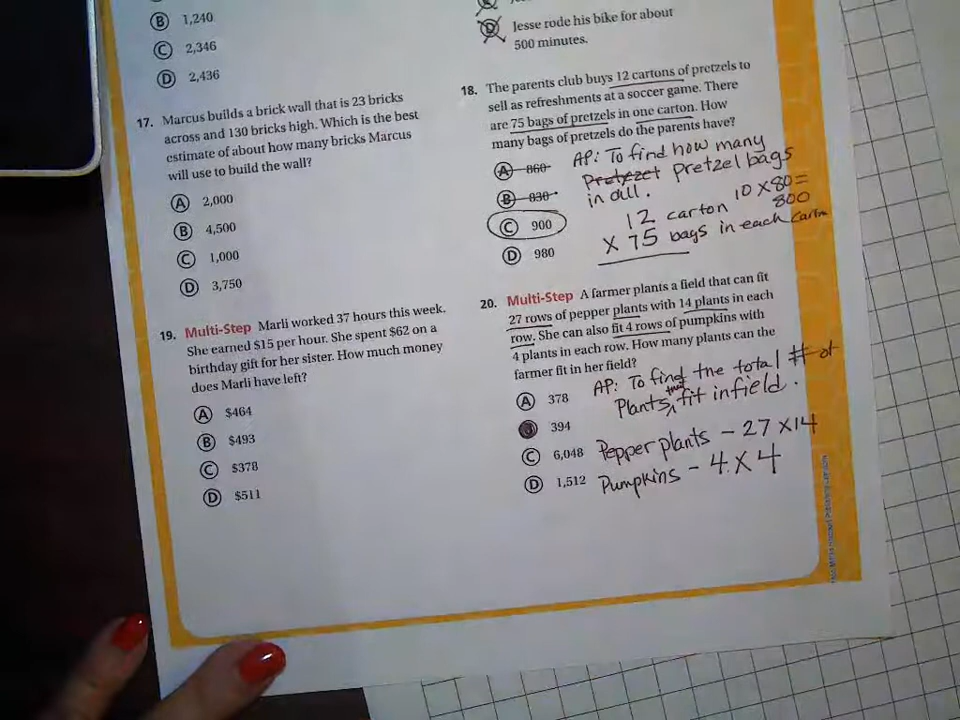 B 1,240
C 2,346
D 2,436
17. Marcus builds a brick wall that is 23 bricks
across and 130 bricks high. Which is the best
estimate of about how many bricks Marcus
will use to build the wall?
A 2,000
B 4,500
C 1,000
D 3,750
19. Multi-Step Marli worked 37 hours this week.
She earned $15 per hour. She spent $62 on a
birthday gift for her sister. How much money
does Marli have left?
A $464
B $493
C $378
D $511
D Jesse rode his bike for about
500 minutes.
18. The parents club buys 12 cartons of pretzels to
sell as refreshments at a soccer game. There
are 75 bags of pretzels in one carton. How
many bags of pretzels do the parents have?
A 860
B 830
C 900
D 980
AP: To find how many
pretzezet pretzel bags
in all.
10 x 80 =
800
12 carton
x 75 bags in each carton
20. Multi-Step A farmer plants a field that can fit
27 rows of pepper plants with 14 plants in each
row. She can also fit 4 rows of pumpkins with
4 plants in each row. How many plants can the
farmer fit in her field?
A 378
B 394
C 6,048
D 1,512
AP: To find the total # of
Plants that fit in field.
Pepper plants - 27 x 14
Pumpkins - 4 x 4